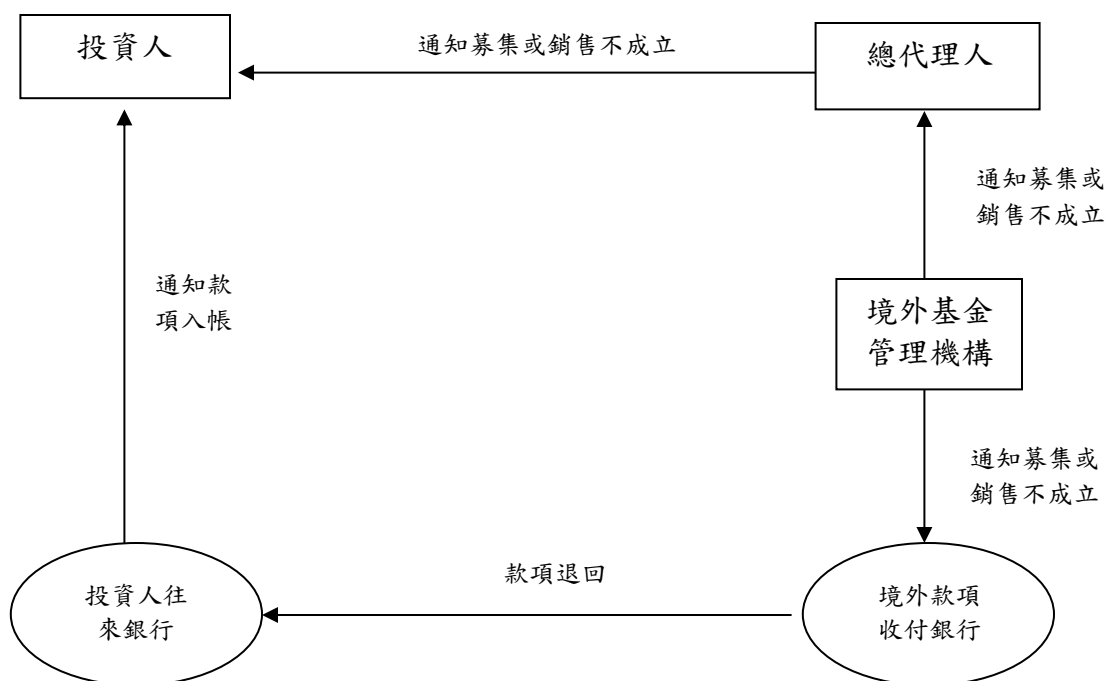 投資人
通知募集或銷售不成立
總代理人
通知募集或
銷售不成立
通知款
項入帳
境外基金
管理機構
通知募集或
銷售不成立
款項退回
投資人往
來銀行
境外款項
收付銀行